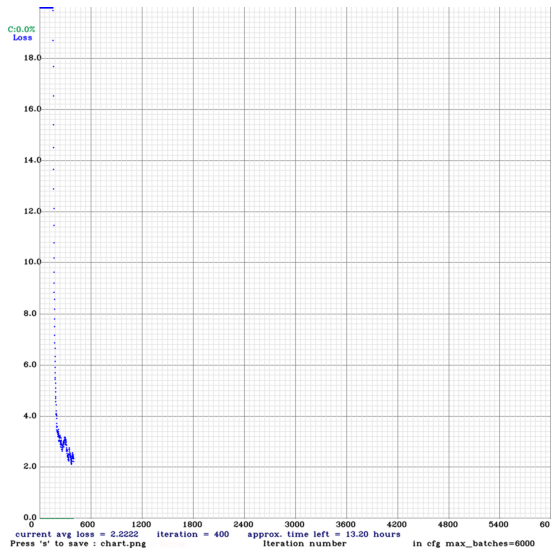 C:0.0%
Loss
18.0
16.0
14.0
12.0
10.0
8.0
6.0
4.0
2.0
0.0
0 600 1200 1800 2400 3000 3600 4200 4800 5400 60
current avg loss = 2.2222 iteration = 400 approx. time left = 13.20 hours
Press 's' to save : chart.png Iteration number in cfg max_batches=6000